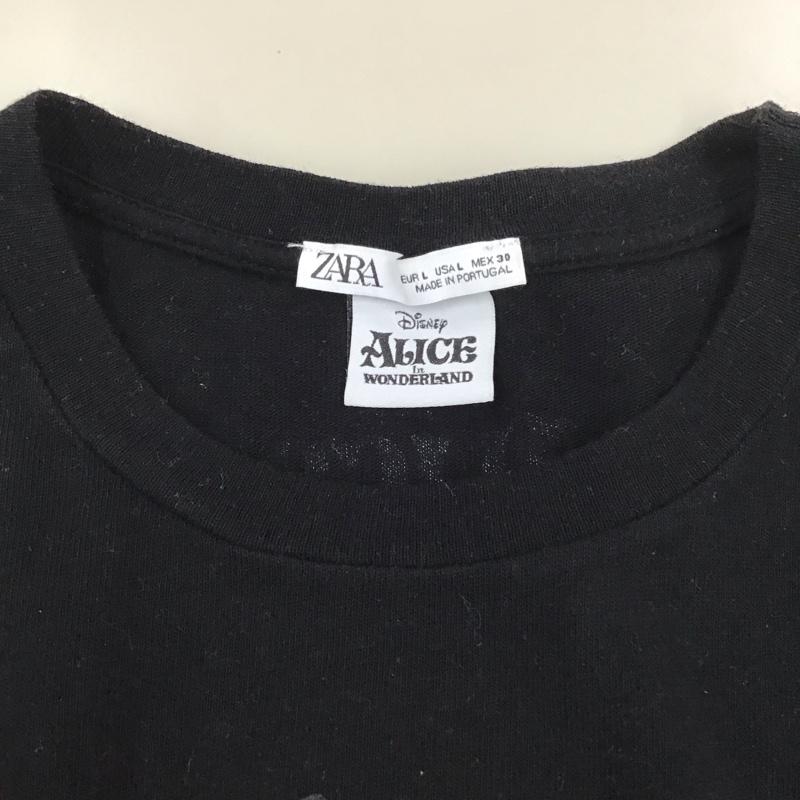 ZARA
EUR L USA L MEX 30
MADE IN PORTUGAL
Disney
ALICE
In
WONDERLAND